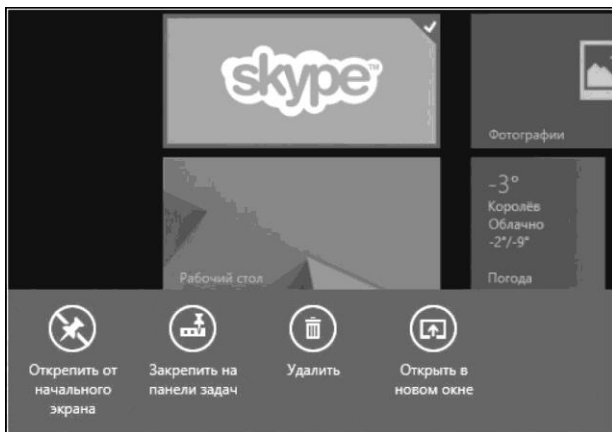 skype™
Фотографии
-3°
Королёв
Облачно
-2°/-9°
Рабочий стол
Погода
Открепить от
начального
экрана
Закрепить на
панели задач
Удалить
Открыть в
новом окне